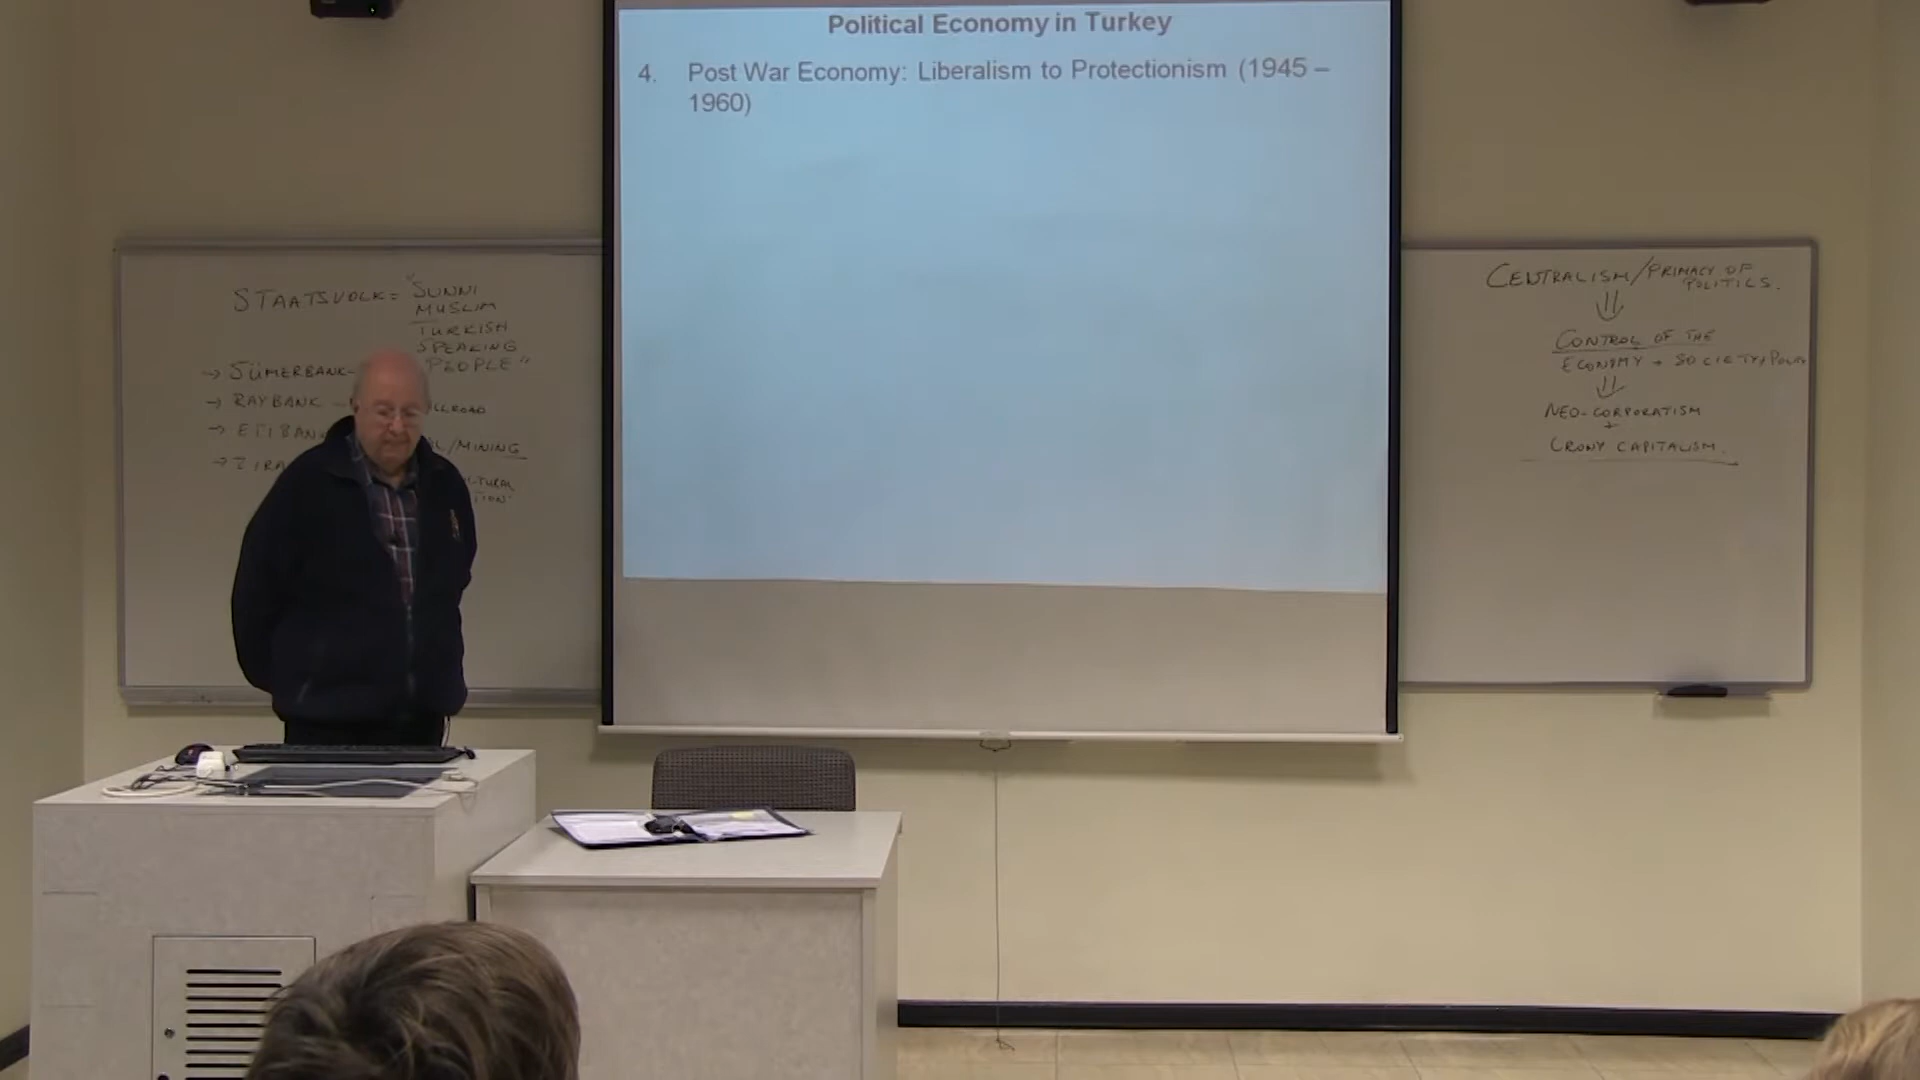 Political Economy in Turkey
4. Post War Economy: Liberalism to Protectionism (1945 –
1960)
STAATSVOLK = "SUNNI
MUSLIM
TURKISH
SPEAKING
PEOPLE"
→ SÜMERBANK-
→ RAYBANK -
→ ETIBANK
L/MINING
CENTRALISM/PRIMACY OF
POLITICS.
CONTROL OF THE
ECONOMY + SOCIETY/
NEO-CORPORATISM
+
CRONY CAPITALISM.